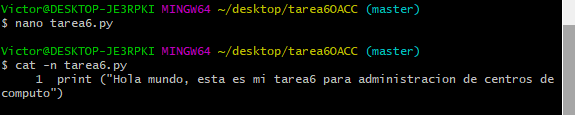 Victor@DESKTOP-JE3RPKI MINGW64 ~/desktop/tarea6OACC (master)
$ nano tarea6.py
Victor@DESKTOP-JE3RPKI MINGW64 ~/desktop/tarea6OACC (master)
$ cat -n tarea6.py
     1  print ("Hola mundo, esta es mi tarea6 para administracion de centros de
computo")